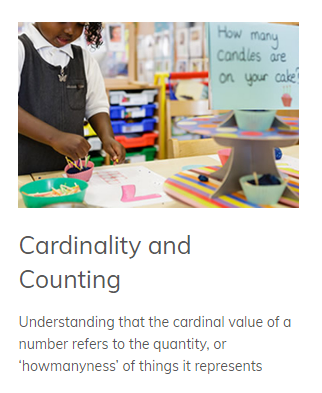 How many
candles are
on your cake?
Cardinality and
Counting
Understanding that the cardinal value of a
number refers to the quantity, or
‘howmanyness’ of things it represents